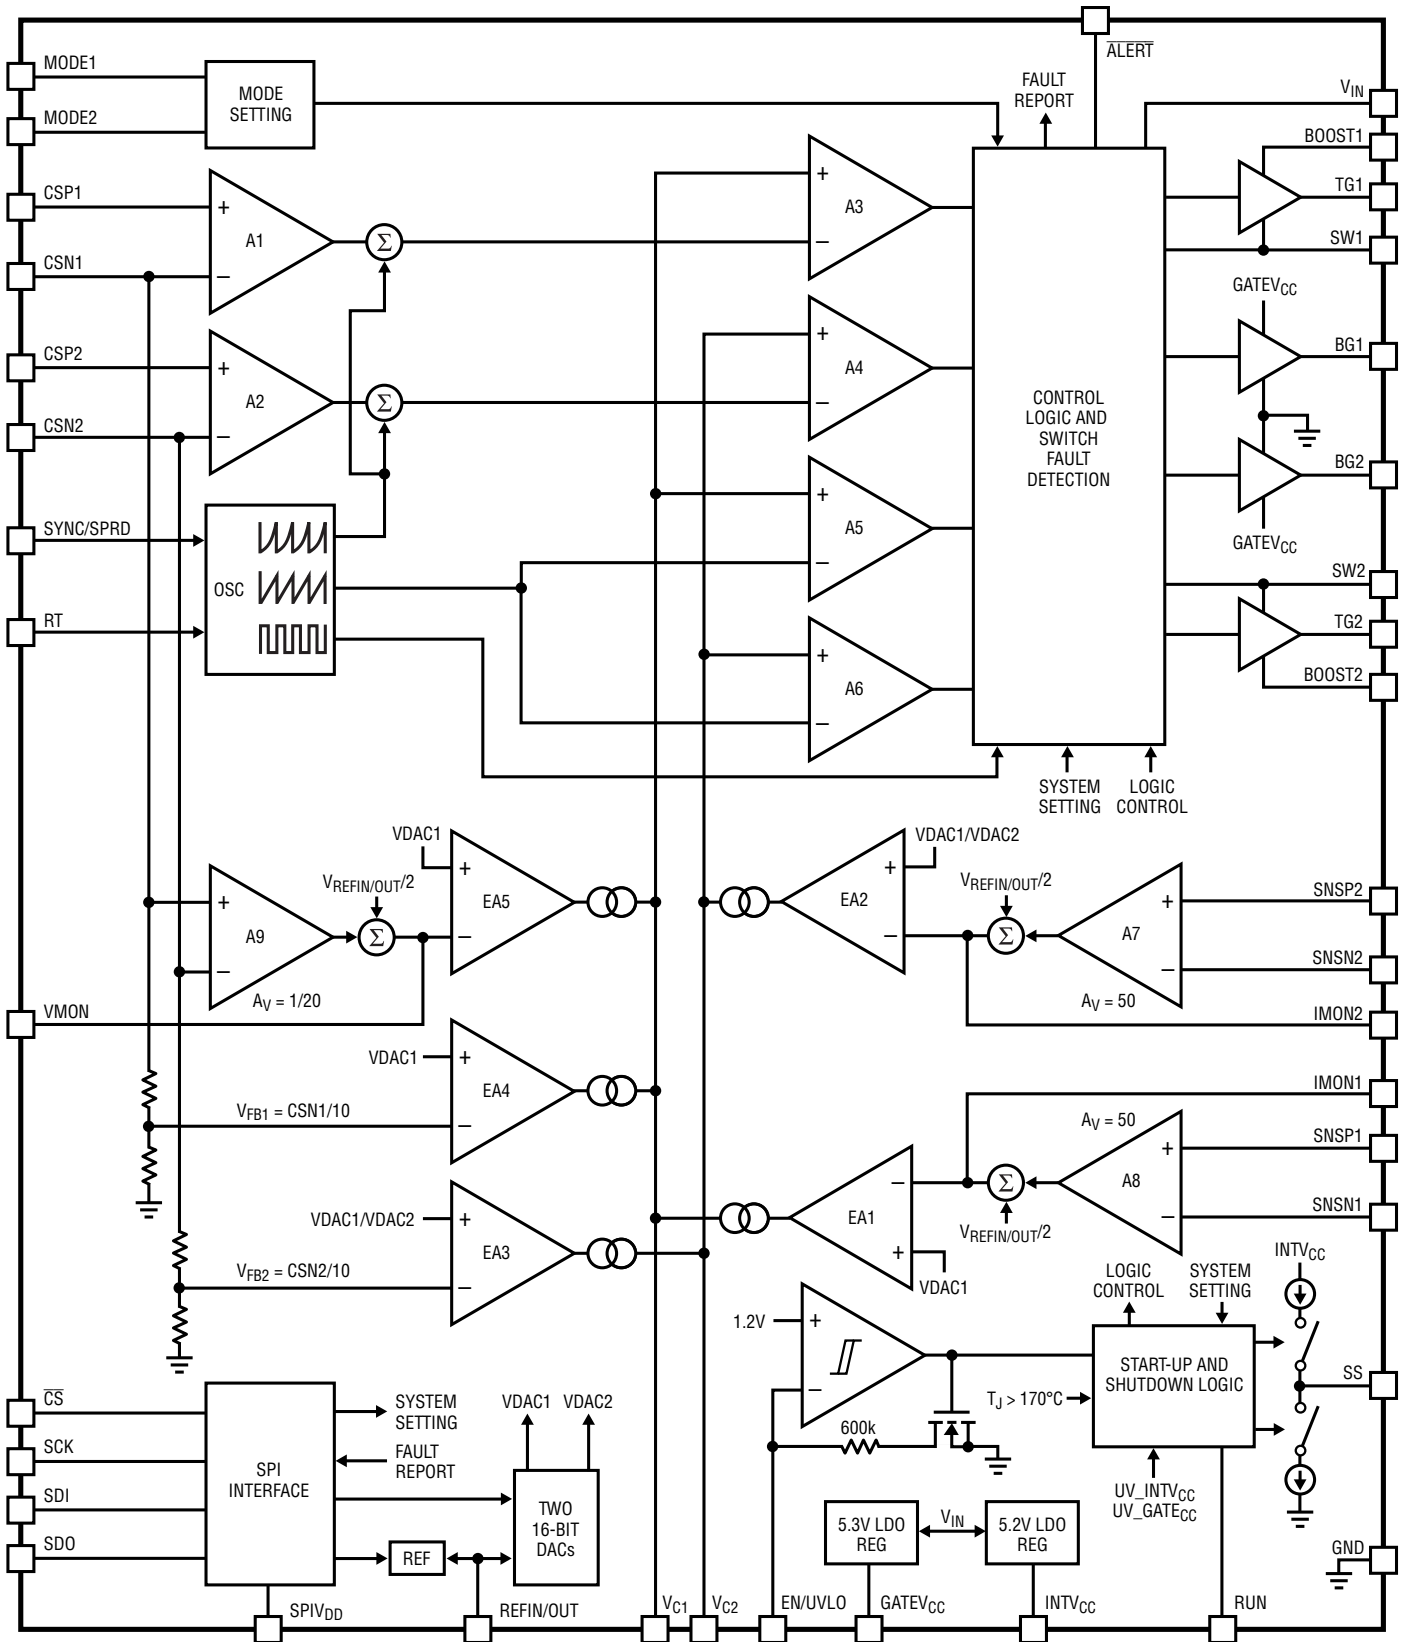 ALERT
MODE1
MODE
SETTING
MODE2
FAULT
REPORT
VIN
BOOST1
TG1
SW1
CSP1
+
A1
Σ
CSN1
–
+
A3
–
GATEVCC
BG1
CSP2
+
A2
Σ
CSN2
–
+
A4
–
CONTROL
LOGIC AND
SWITCH
FAULT
DETECTION
BG2
GATEVCC
SYNC/SPRD
OSC
RT
+
A5
–
SW2
TG2
BOOST2
+
A6
–
SYSTEM
SETTING
LOGIC
CONTROL
VDAC1
+
EA5
–
VREFIN/OUT/2
+
A9
–
Σ
AV = 1/20
VMON
VDAC1/VDAC2
+
EA2
–
VREFIN/OUT/2
Σ
+
A7
–
AV = 50
SNSP2
SNSN2
IMON2
VDAC1
+
EA4
–
VFB1 = CSN1/10
IMON1
AV = 50
SNSP1
+
A8
–
SNSN1
Σ
VREFIN/OUT/2
–
EA1
+
VDAC1
VDAC1/VDAC2
+
EA3
–
VFB2 = CSN2/10
1.2V
+
–
600k
LOGIC
CONTROL
SYSTEM
SETTING
INTVCC
START-UP AND
SHUTDOWN LOGIC
TJ > 170°C
SS
UV_INTVCC
UV_GATECC
CS
SCK
SDI
SDO
SPI
INTERFACE
SYSTEM
SETTING
FAULT
REPORT
VDAC1
VDAC2
TWO
16-BIT
DACs
REF
5.3V LDO
REG
VIN
5.2V LDO
REG
GND
SPIVDD
REFIN/OUT
VC1
VC2
EN/UVLO
GATEVCC
INTVCC
RUN